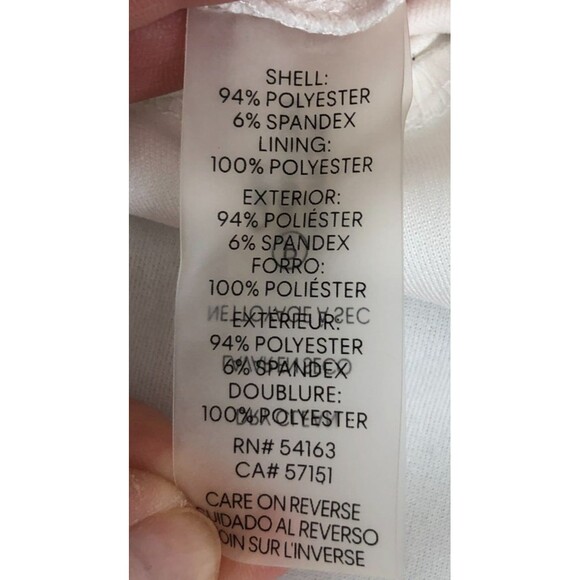 SHELL:
94% POLYESTER
6% SPANDEX
LINING:
100% POLYESTER
EXTERIOR:
94% POLIÉSTER
6% SPANDEX
FORRO:
100% POLIÉSTER
EXTÉRIEUR:
94% POLYESTER
6% SPANDEX
DOUBLURE:
100% POLYESTER
RN# 54163
CA# 57151
CARE ON REVERSE
CUIDADO AL REVERSO
SOIN SUR L'INVERSE